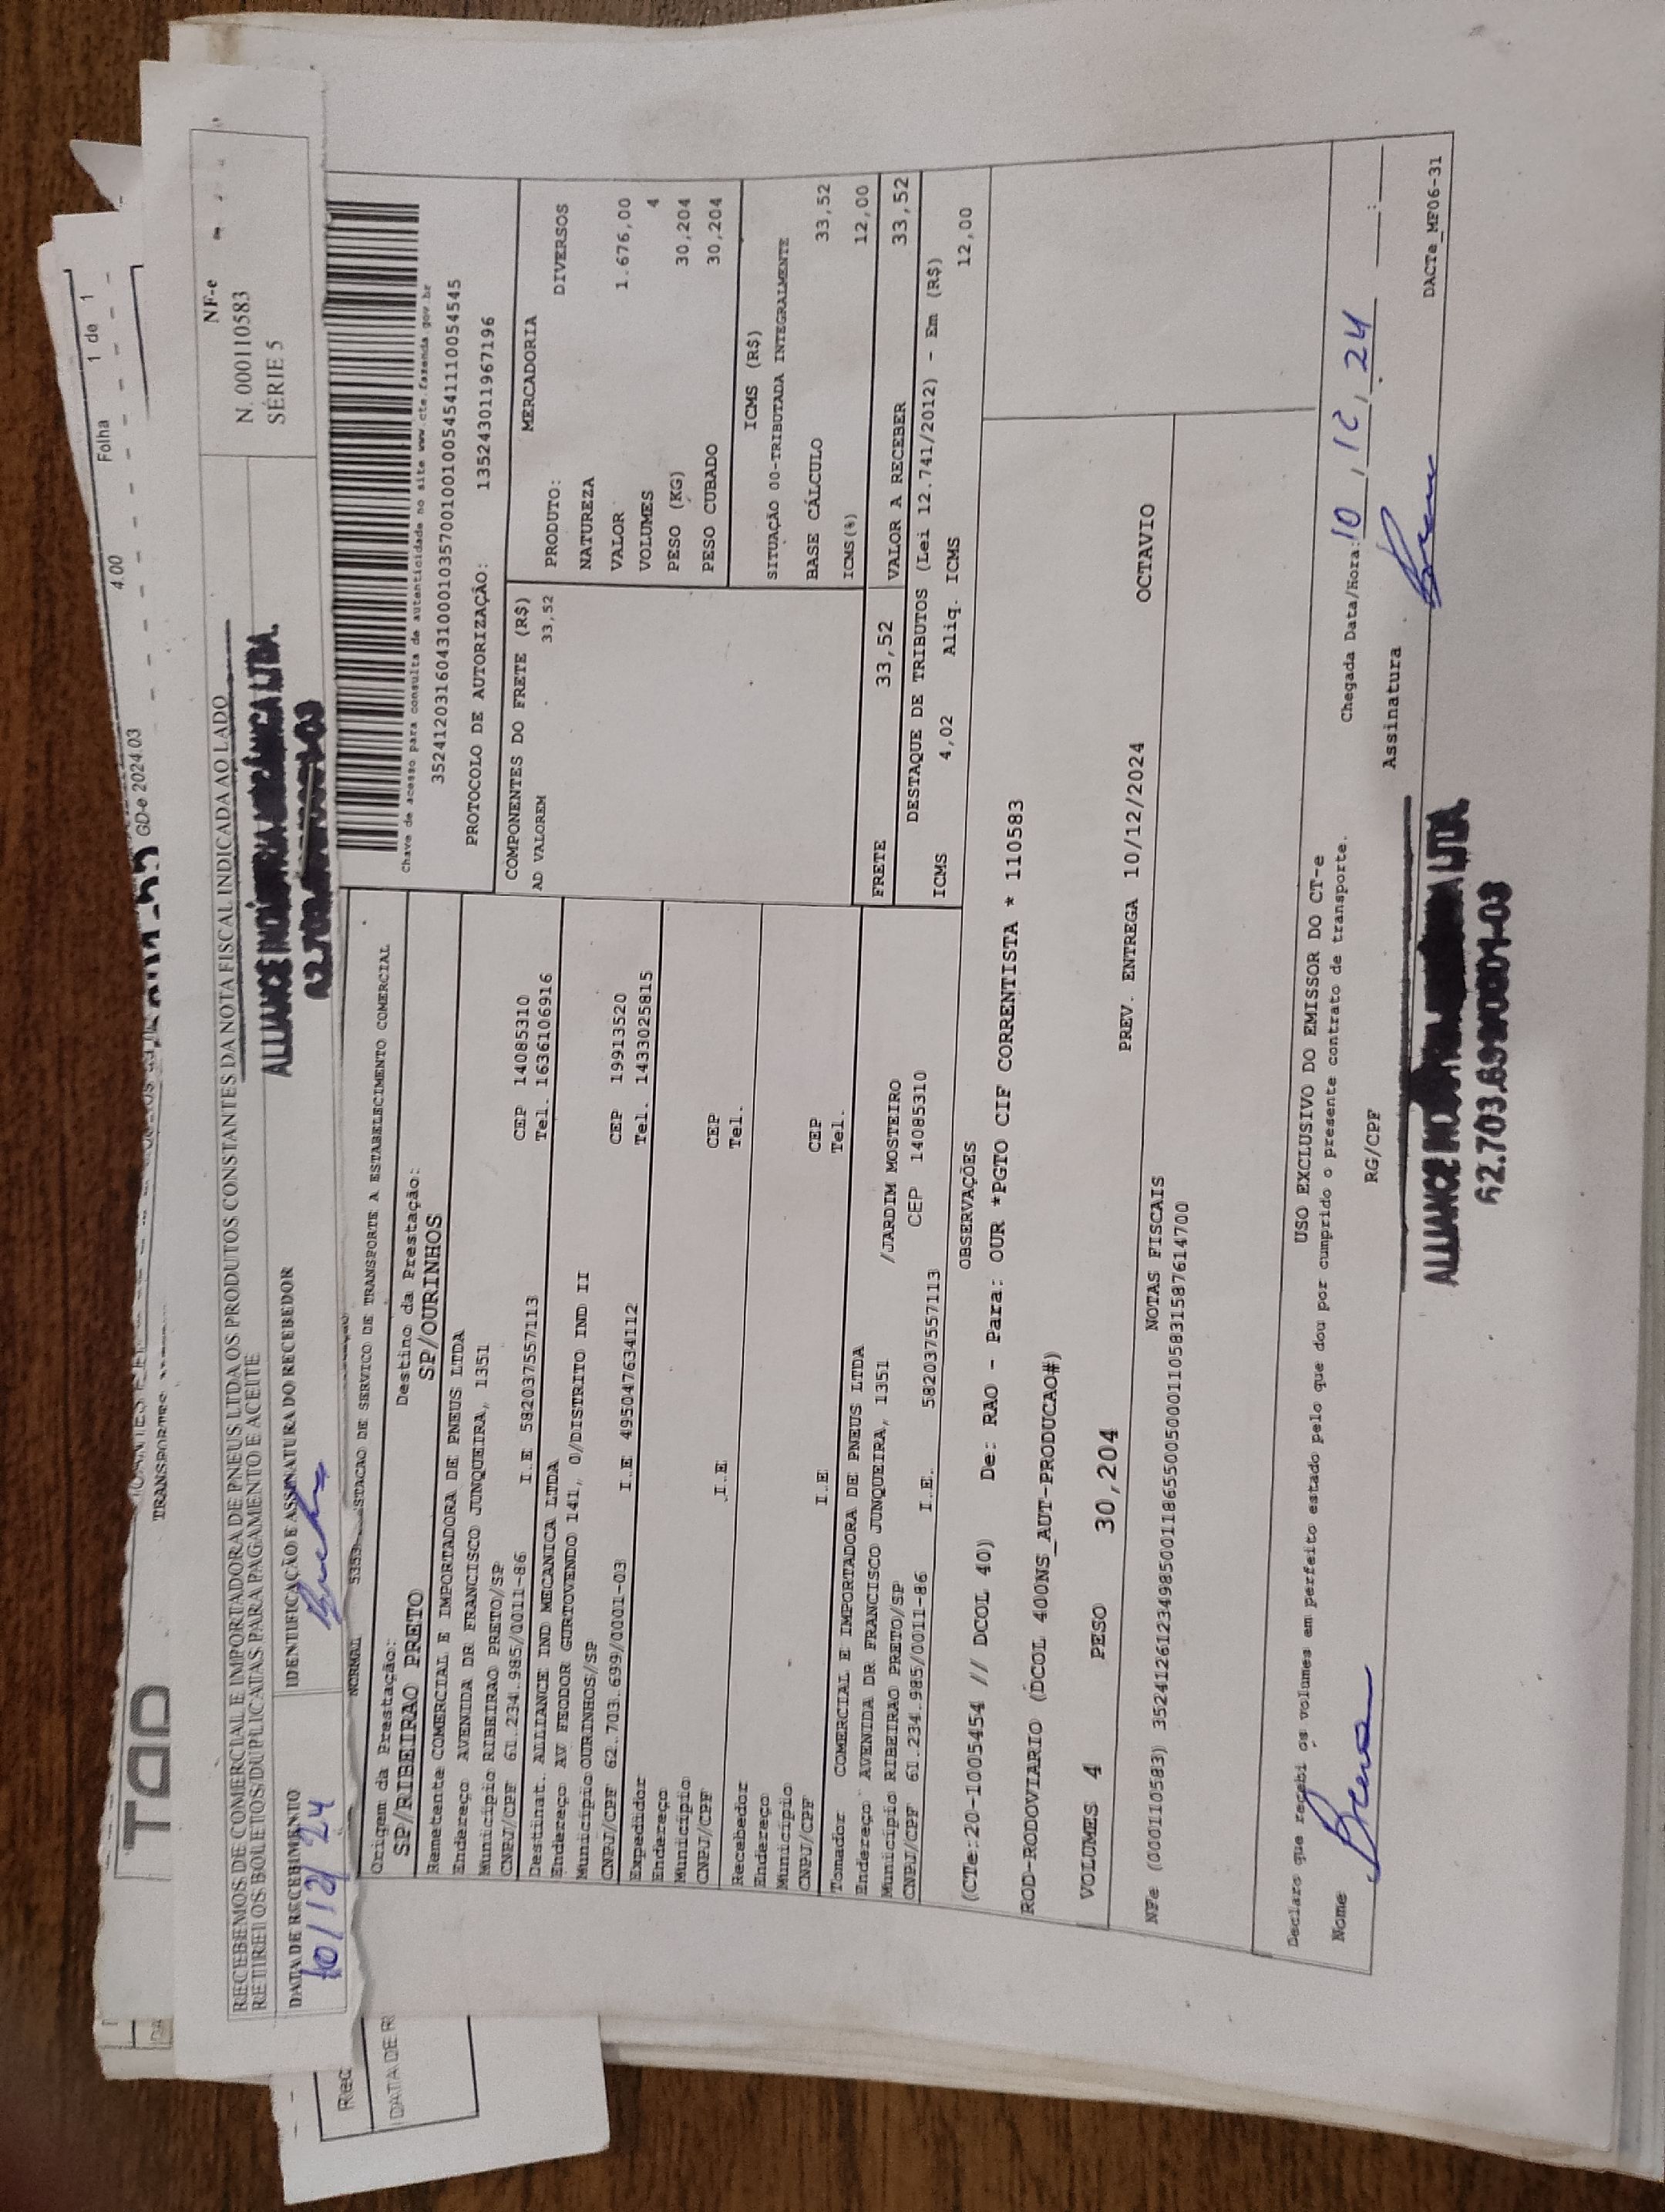 Folha 1 de 1
4.00
GD-e 2024.03
TRANSPORTES
NF-e
N. 000110583
SÉRIE 5
RECEBEMOS DE COMERCIAL E IMPORTADORA DE PNEUS LTDA OS PRODUTOS CONSTANTES DA NOTA FISCAL INDICADA AO LADO
RETIREI OS BOLETOS/DUPLICATAS PARA PAGAMENTO E ACEITE
DATA DE RECEBIMENTO
IDENTIFICAÇÃO E ASSINATURA DO RECEBEDOR
10/12/24
ALLIANCE INDÚSTRIA MECÂNICA LTDA.
NORMAL 5353
STACAO DE SERVICO DE TRANSPORTE A ESTABELECIMENTO COMERCIAL
Origem da Prestação: Destino da Prestação:
SP/RIBEIRAO PRETO SP/OURINHOS
Chave de acesso para consulta de autenticidade no site www.cte.fazenda.gov.br
35241203160431000103570010010054541110054545
PROTOCOLO DE AUTORIZAÇÃO: 135243011967196
Remetente COMERCIAL E IMPORTADORA DE PNEUS LTDA
Endereço AVENIDA DR FRANCISCO JUNQUEIRA, 1351
Município RIBEIRAO PRETO/SP CEP 14085310
CNPJ/CPF 61.234.985/0011-86 I.E 582037557113 Tel. 1636106916
Destinat. ALLIANCE IND MECANICA LTDA
Endereço AV FEODOR GURTOVENDO 141, 0/DISTRITO IND II
Município OURINHOS/SP CEP 19913520
CNPJ/CPF 62.703.699/0001-03 I.E 495047634112 Tel. 1433025815
Expedidor
Endereço
Município CEP
CNPJ/CPF I.E Tel.
Recebedor
Endereço
Município CEP
CNPJ/CPF I.E Tel.
Tomador COMERCIAL E IMPORTADORA DE PNEUS LTDA
Endereço AVENIDA DR FRANCISCO JUNQUEIRA, 1351 /JARDIM MOSTEIRO
Município RIBEIRAO PRETO/SP CEP 14085310
CNPJ/CPF 61.234.985/0011-86 I.E. 582037557113
COMPONENTES DO FRETE (R$)
AD VALOREM 33,52
MERCADORIA
PRODUTO: DIVERSOS
NATUREZA
VALOR 1.676,00
VOLUMES 4
PESO (KG) 30,204
PESO CUBADO 30,204
ICMS (R$)
SITUAÇÃO 00-TRIBUTADA INTEGRALMENTE
BASE CÁLCULO 33,52
ICMS(%) 12,00
FRETE 33,52 VALOR A RECEBER 33,52
DESTAQUE DE TRIBUTOS (Lei 12.741/2012) - Em (R$)
ICMS 4,02 Aliq. ICMS 12,00
OBSERVAÇÕES
(CTe:20-1005454 // DCOL 40) De: RAO - Para: OUR *PGTO CIF CORRENTISTA * 110583
ROD-RODOVIARIO (DCOL 400NS_AUT-PRODUCAO#)
VOLUMES 4 PESO 30,204 PREV. ENTREGA 10/12/2024 OCTAVIO
NOTAS FISCAIS
NFe (000110583) 35241261234985001186550050001105831587614700
USO EXCLUSIVO DO EMISSOR DO CT-e
Declaro que recebi os volumes em perfeito estado pelo que dou por cumprido o presente contrato de transporte.
Chegada Data/Hora: 10/12/24 :
Nome RG/CPF Assinatura
DACTe_MF06-31